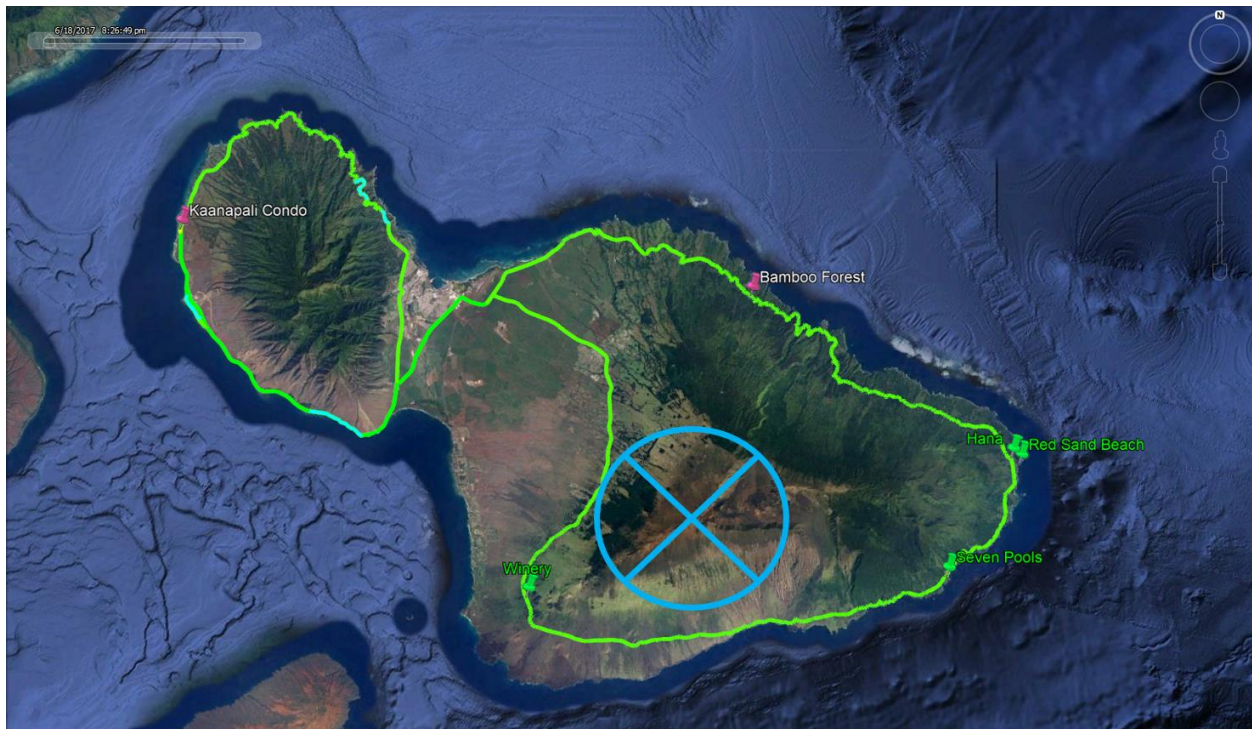 6/18/2017 8:26:49 pm
N
Kaanapali Condo
Bamboo Forest
Hana
Red Sand Beach
Seven Pools
Winery